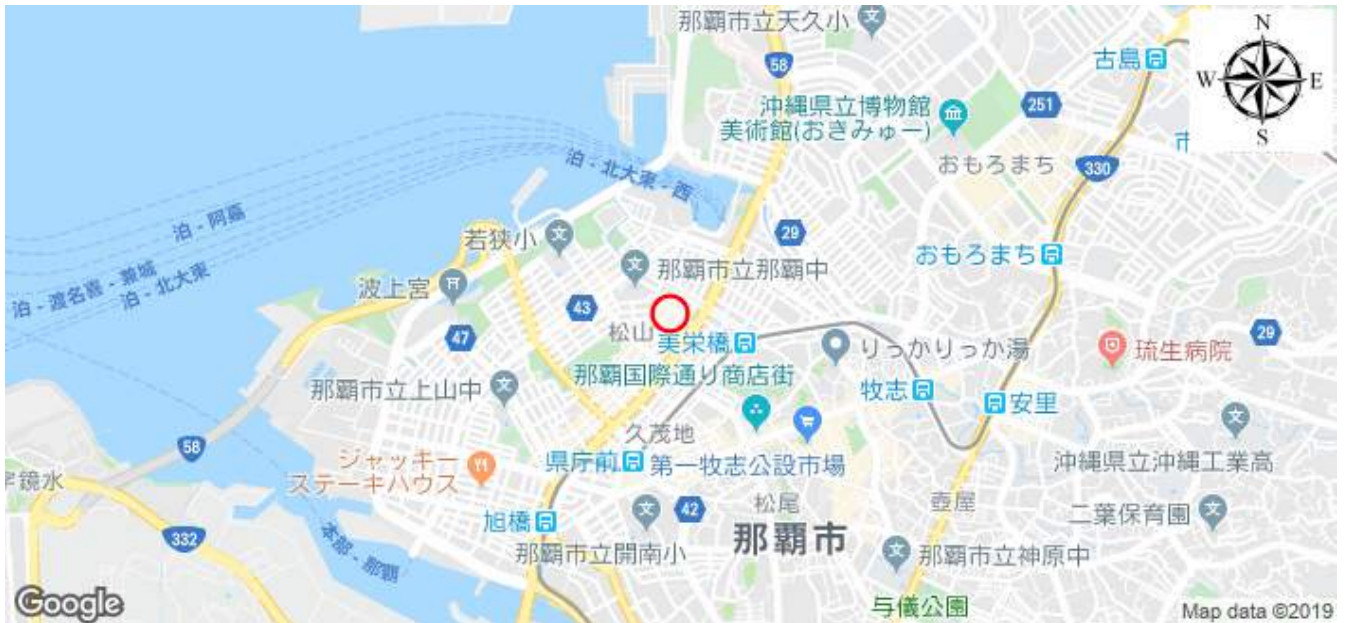 那覇市立天久小
N
W
E
S
58
古島
251
沖縄県立博物館
美術館(おきみゅー)
市
おもろまち
330
泊 - 北大東 - 西
泊 - 阿嘉
29
若狭小
那覇市立那覇中
おもろまち
泊 - 渡名喜 - 兼城
泊 - 北大東
波上宮
43
松山
美栄橋
47
りっかりっか湯
琉生病院
29
那覇国際通り商店街
那覇市立上山中
牧志
安里
久茂地
58
ジャッキー
ステーキハウス
県庁前
第一牧志公設市場
沖縄県立沖縄工業高
字鏡水
42
松尾
壺屋
二葉保育園
旭橋
332
本部 - 那覇
那覇市立開南小
那覇市
那覇市立神原中
Google
与儀公園
Map data ©2019